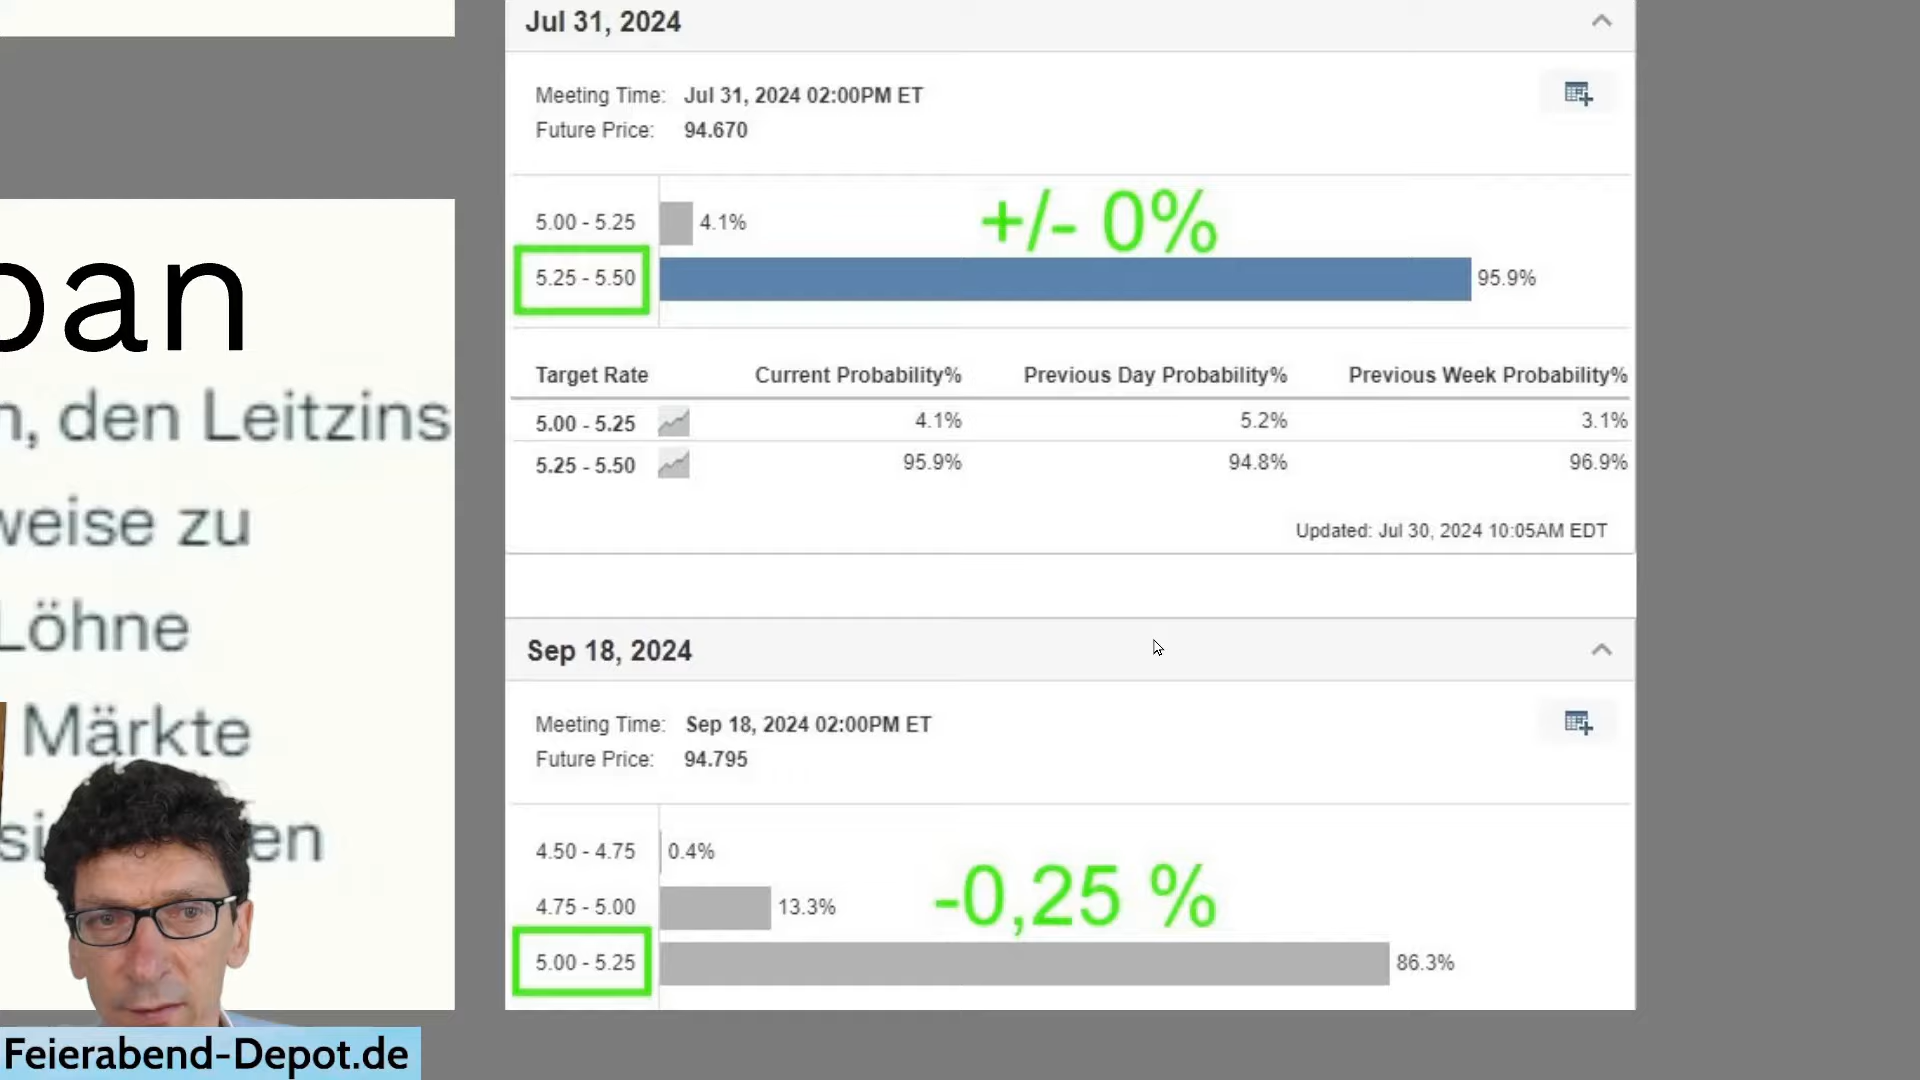 pan
n, den Leitzins
weise zu
Löhne
Märkte
Feierabend-Depot.de
Jul 31, 2024
Meeting Time: Jul 31, 2024 02:00PM ET
Future Price: 94.670
+/- 0%
5.00 - 5.25 4.1%
5.25 - 5.50 95.9%
Target Rate Current Probability% Previous Day Probability% Previous Week Probability%
5.00 - 5.25 4.1% 5.2% 3.1%
5.25 - 5.50 95.9% 94.8% 96.9%
Updated: Jul 30, 2024 10:05AM EDT
Sep 18, 2024
Meeting Time: Sep 18, 2024 02:00PM ET
Future Price: 94.795
4.50 - 4.75 0.4%
-0,25 %
4.75 - 5.00 13.3%
5.00 - 5.25 86.3%